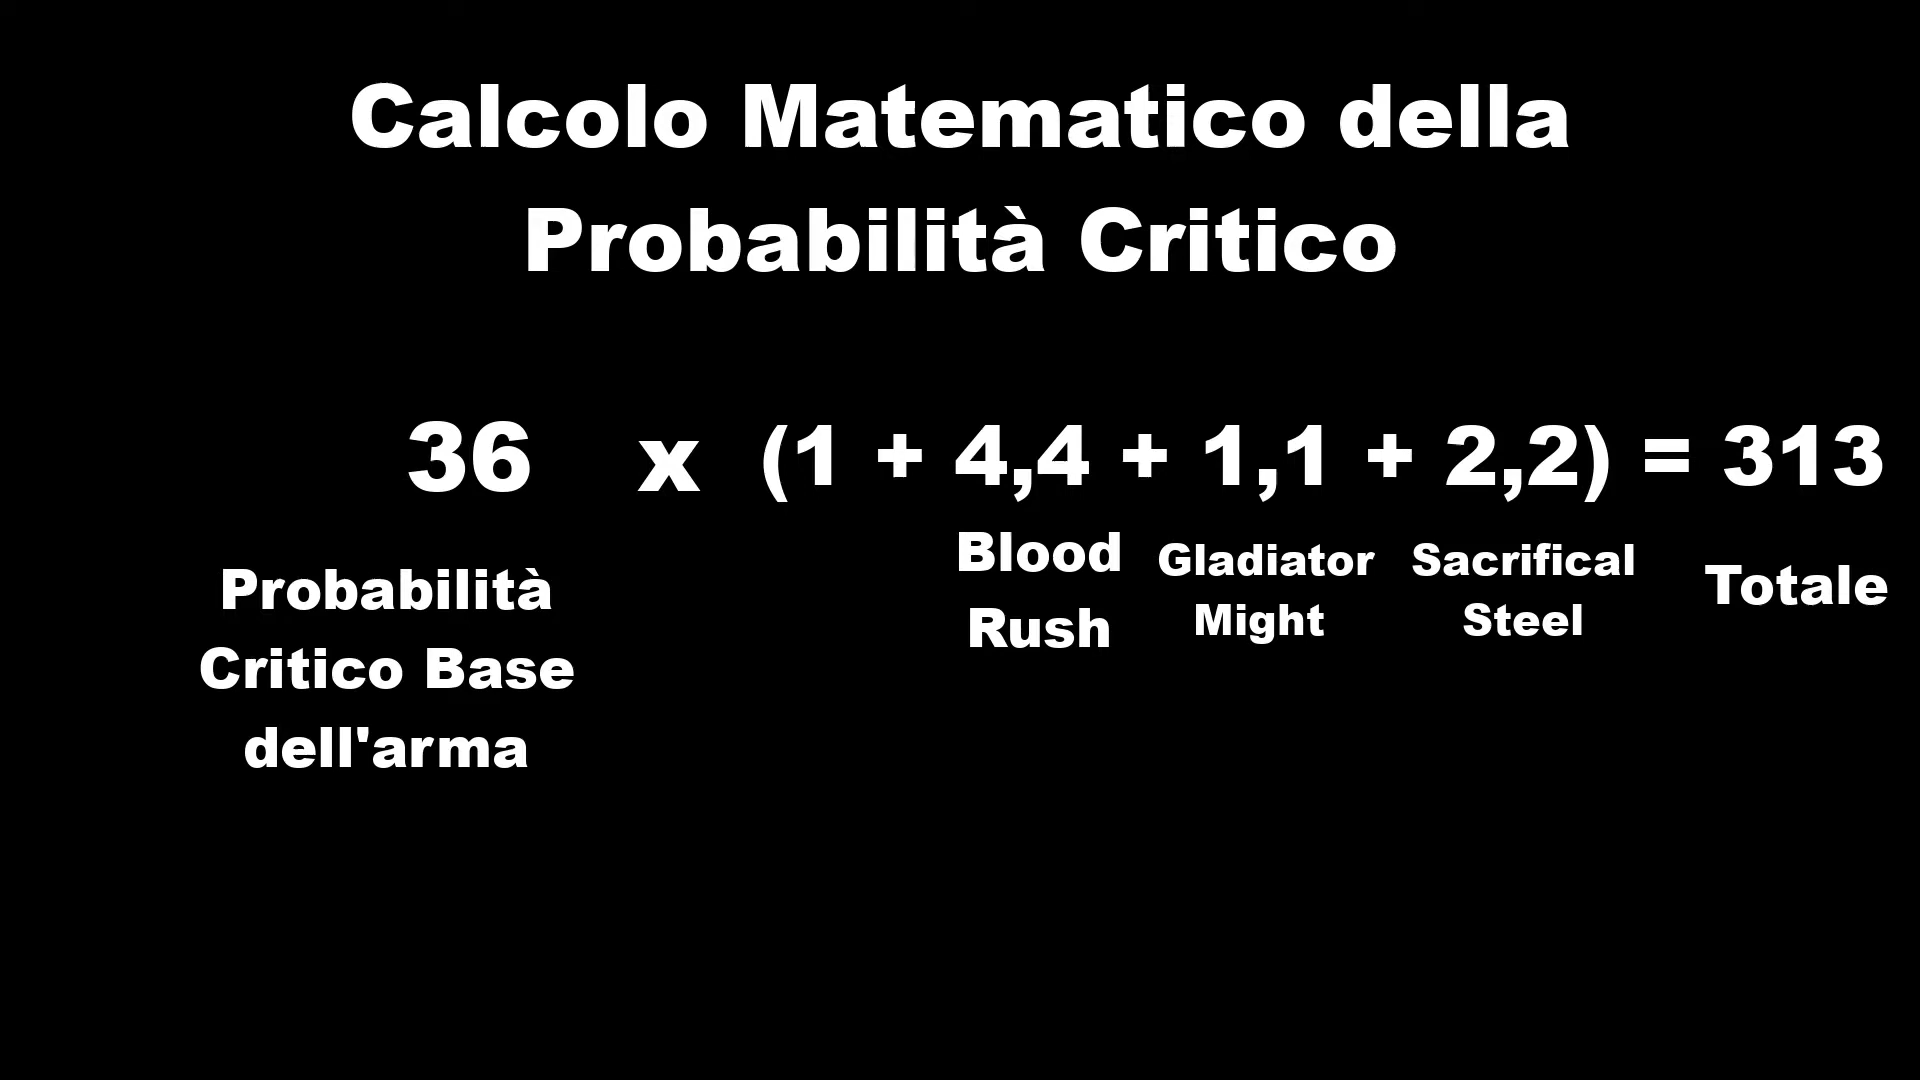 Calcolo Matematico della
Probabilità Critico
36 x (1 + 4,4 + 1,1 + 2,2) = 313
Probabilità
Critico Base
dell'arma
Blood
Rush
Gladiator
Might
Sacrifical
Steel
Totale